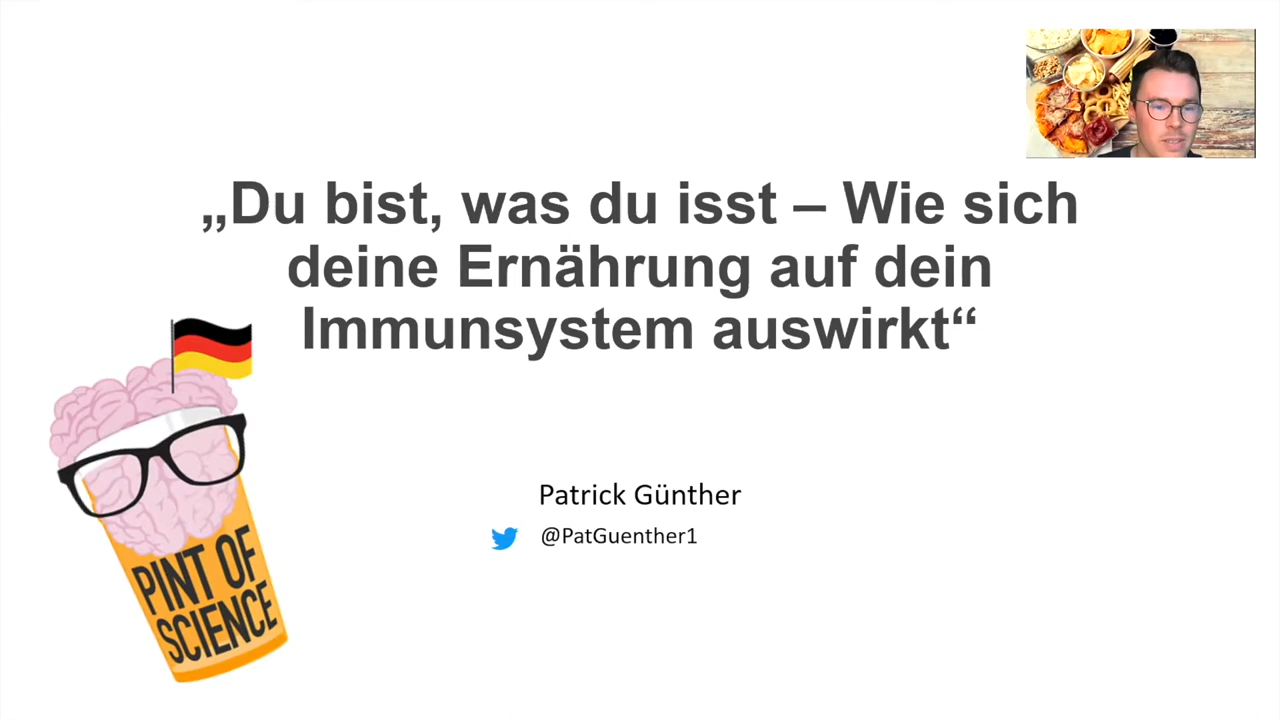 „Du bist, was du isst – Wie sich
deine Ernährung auf dein
Immunsystem auswirkt“
Patrick Günther
@PatGuenther1
PINT OF
SCIENCE